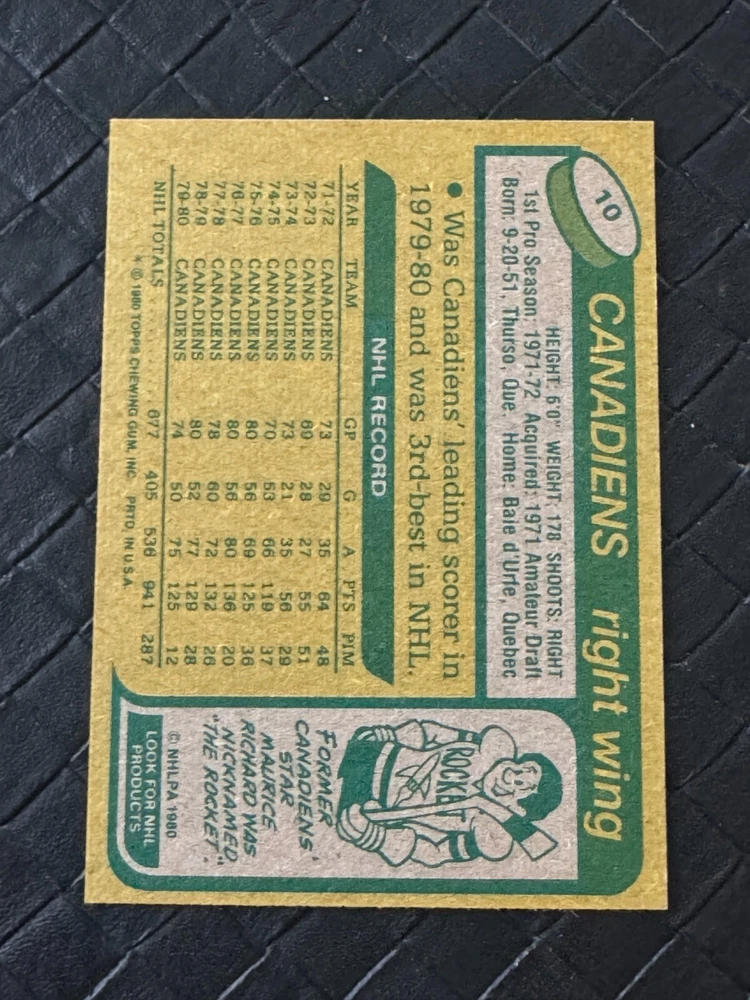 10
CANADIENS right wing
HEIGHT: 6'0" WEIGHT: 178 SHOOTS: RIGHT
1st Pro Season: 1971-72 Acquired: 1971 Amateur Draft
Born: 9-20-51, Thurso, Que. Home: Baie d'Urfe, Quebec
• Was Canadiens' leading scorer in
1979-80 and was 3rd-best in NHL.
NHL RECORD
YEAR TEAM GP G A PTS PIM
71-72 CANADIENS 73 29 35 64 48
72-73 CANADIENS 69 28 27 55 51
73-74 CANADIENS 73 21 35 56 29
74-75 CANADIENS 70 53 66 119 37
75-76 CANADIENS 80 56 69 125 36
76-77 CANADIENS 80 56 80 136 20
77-78 CANADIENS 78 60 72 132 26
78-79 CANADIENS 80 52 77 129 28
79-80 CANADIENS 74 50 75 125 12
NHL TOTALS . . . . . . 677 405 536 941 287
* © 1980 TOPPS CHEWING GUM, INC. PRTD. IN U.S.A.
ROCKET
FORMER
CANADIENS'
STAR
MAURICE
RICHARD WAS
NICKNAMED
"THE ROCKET".
© NHLPA 1980
LOOK FOR NHL
PRODUCTS